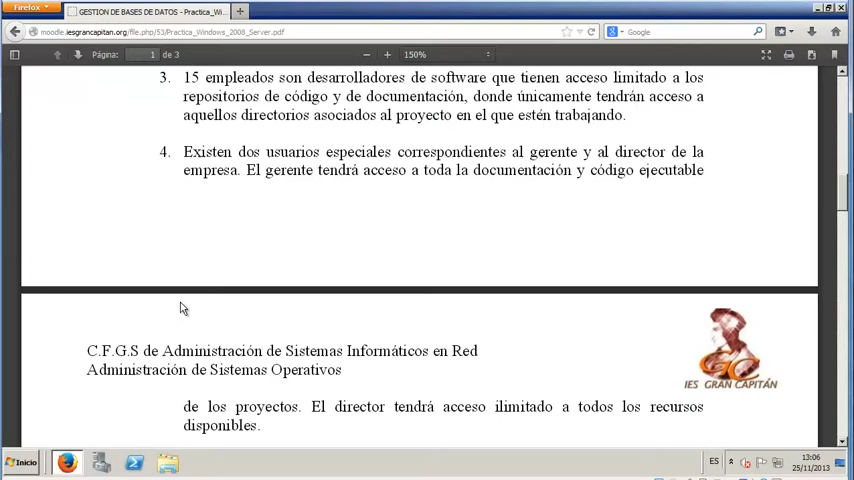 Firefox
GESTION DE BASES DE DATOS - Practica_Wi...
moodle.iesgrancapitan.org/file.php/53/Practica_Windows_2008_Server.pdf
Google
Página: 1 de 3
150%
3. 15 empleados son desarrolladores de software que tienen acceso limitado a los
repositorios de código y de documentación, donde únicamente tendrán acceso a
aquellos directorios asociados al proyecto en el que estén trabajando.
4. Existen dos usuarios especiales correspondientes al gerente y al director de la
empresa. El gerente tendrá acceso a toda la documentación y código ejecutable
C.F.G.S de Administración de Sistemas Informáticos en Red
Administración de Sistemas Operativos
GC
IES GRAN CAPITÁN
de los proyectos. El director tendrá acceso ilimitado a todos los recursos
disponibles.
Inicio
ES
13:06
25/11/2013